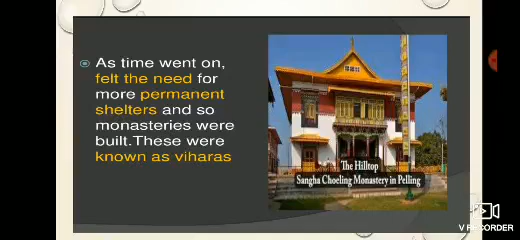 As time went on,
felt the need for
more permanent
shelters and so
monasteries were
built.These were
known as viharas
The Hilltop
Sangha Choeling Monastery in Pelling
V RECORDER